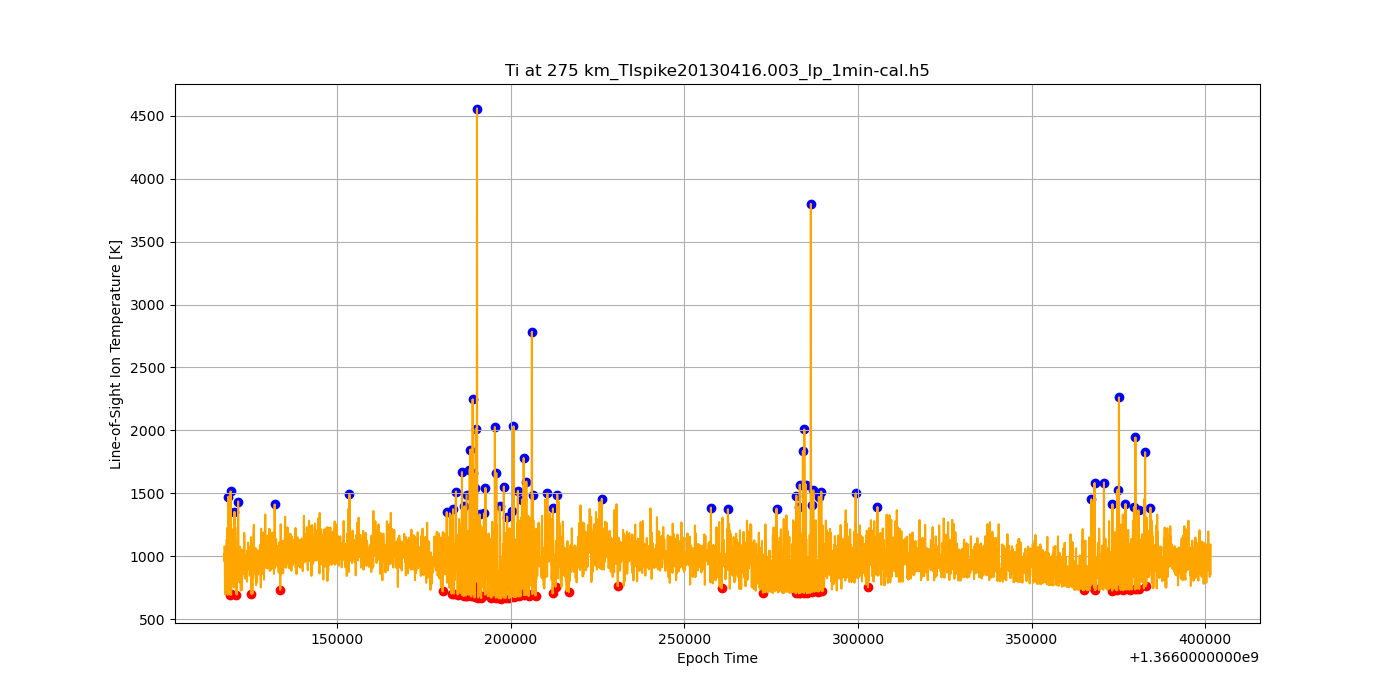 Ti at 275 km_TIspike20130416.003_lp_1min-cal.h5
Line-of-Sight Ion Temperature [K]
4500
4000
3500
3000
2500
2000
1500
1000
500
150000 200000 250000 300000 350000 400000
Epoch Time
+1.3660000000e9